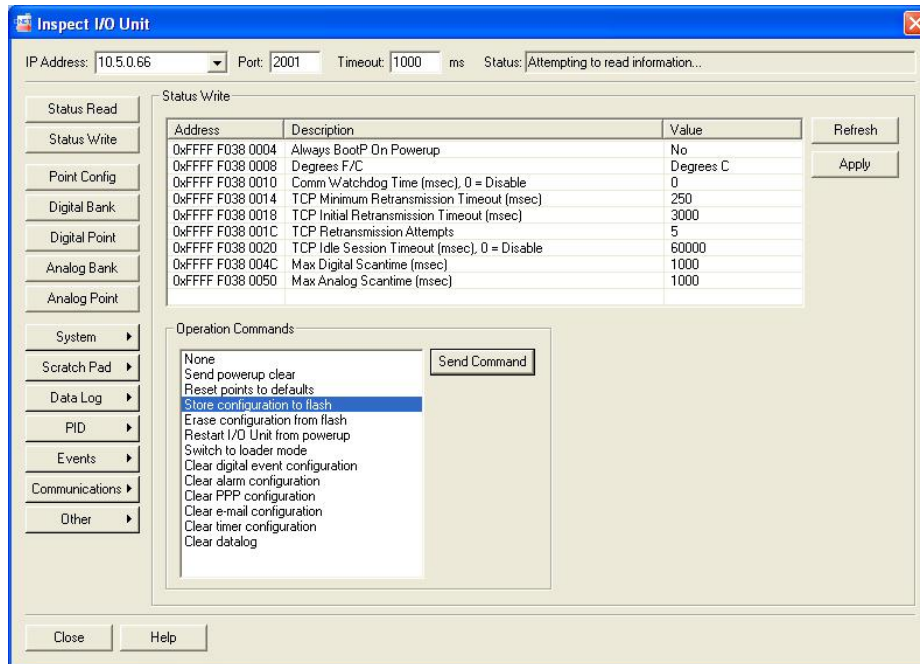 Inspect I/O Unit
IP Address: 10.5.0.66 Port: 2001 Timeout: 1000 ms Status: Attempting to read information...
Status Read
Status Write
Point Config
Digital Bank
Digital Point
Analog Bank
Analog Point
System
Scratch Pad
Data Log
PID
Events
Communications
Other
Status Write
Address Description Value
0xFFFF F038 0004 Always BootP On Powerup No
0xFFFF F038 0008 Degrees F/C Degrees C
0xFFFF F038 0010 Comm Watchdog Time (msec), 0 = Disable 0
0xFFFF F038 0014 TCP Minimum Retransmission Timeout (msec) 250
0xFFFF F038 0018 TCP Initial Retransmission Timeout (msec) 3000
0xFFFF F038 001C TCP Retransmission Attempts 5
0xFFFF F038 0020 TCP Idle Session Timeout (msec), 0 = Disable 60000
0xFFFF F038 004C Max Digital Scantime (msec) 1000
0xFFFF F038 0050 Max Analog Scantime (msec) 1000
Refresh
Apply
Operation Commands
None
Send powerup clear
Reset points to defaults
Store configuration to flash
Erase configuration from flash
Restart I/O Unit from powerup
Switch to loader mode
Clear digital event configuration
Clear alarm configuration
Clear PPP configuration
Clear e-mail configuration
Clear timer configuration
Clear datalog
Send Command
Close Help